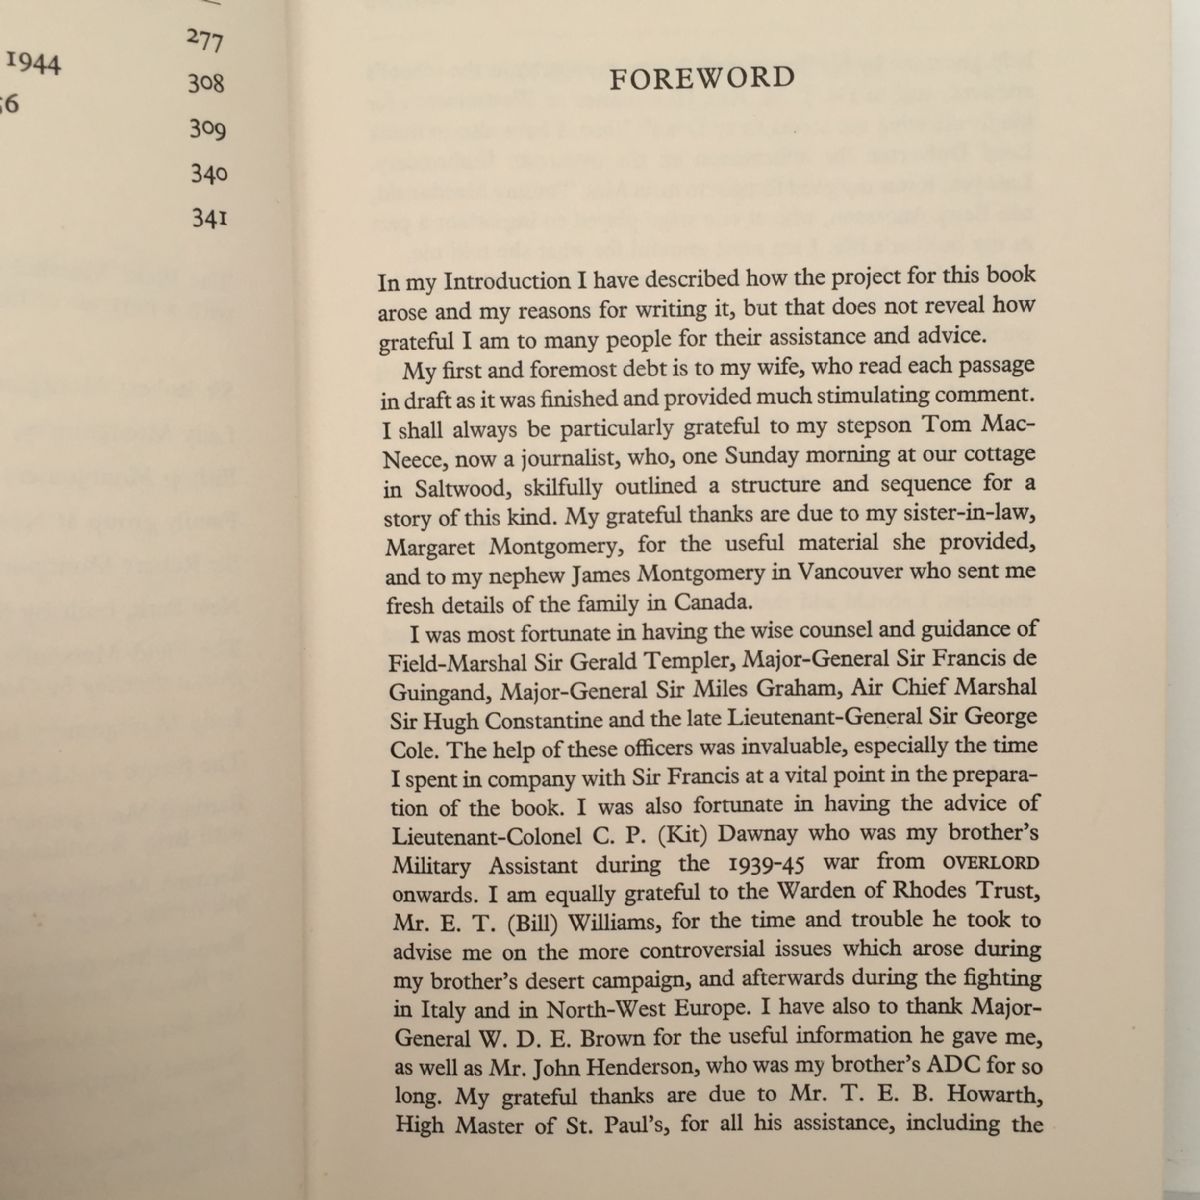 277
1944
308
56
309
340
341
FOREWORD
In my Introduction I have described how the project for this book
arose and my reasons for writing it, but that does not reveal how
grateful I am to many people for their assistance and advice.
My first and foremost debt is to my wife, who read each passage
in draft as it was finished and provided much stimulating comment.
I shall always be particularly grateful to my stepson Tom Mac-
Neece, now a journalist, who, one Sunday morning at our cottage
in Saltwood, skilfully outlined a structure and sequence for a
story of this kind. My grateful thanks are due to my sister-in-law,
Margaret Montgomery, for the useful material she provided,
and to my nephew James Montgomery in Vancouver who sent me
fresh details of the family in Canada.
I was most fortunate in having the wise counsel and guidance of
Field-Marshal Sir Gerald Templer, Major-General Sir Francis de
Guingand, Major-General Sir Miles Graham, Air Chief Marshal
Sir Hugh Constantine and the late Lieutenant-General Sir George
Cole. The help of these officers was invaluable, especially the time
I spent in company with Sir Francis at a vital point in the prepara-
tion of the book. I was also fortunate in having the advice of
Lieutenant-Colonel C. P. (Kit) Dawnay who was my brother's
Military Assistant during the 1939-45 war from OVERLORD
onwards. I am equally grateful to the Warden of Rhodes Trust,
Mr. E. T. (Bill) Williams, for the time and trouble he took to
advise me on the more controversial issues which arose during
my brother's desert campaign, and afterwards during the fighting
in Italy and in North-West Europe. I have also to thank Major-
General W. D. E. Brown for the useful information he gave me,
as well as Mr. John Henderson, who was my brother's ADC for so
long. My grateful thanks are due to Mr. T. E. B. Howarth,
High Master of St. Paul's, for all his assistance, including the